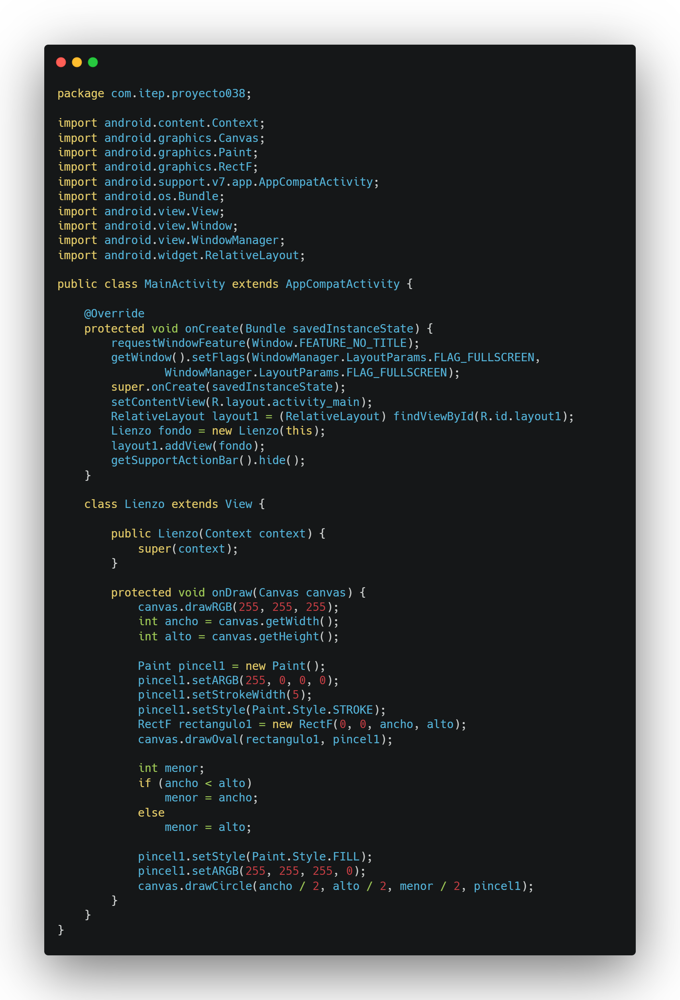 package com.itep.proyecto038;

import android.content.Context;
import android.graphics.Canvas;
import android.graphics.Paint;
import android.graphics.RectF;
import android.support.v7.app.AppCompatActivity;
import android.os.Bundle;
import android.view.View;
import android.view.Window;
import android.view.WindowManager;
import android.widget.RelativeLayout;

public class MainActivity extends AppCompatActivity {

    @Override
    protected void onCreate(Bundle savedInstanceState) {
        requestWindowFeature(Window.FEATURE_NO_TITLE);
        getWindow().setFlags(WindowManager.LayoutParams.FLAG_FULLSCREEN,
                WindowManager.LayoutParams.FLAG_FULLSCREEN);
        super.onCreate(savedInstanceState);
        setContentView(R.layout.activity_main);
        RelativeLayout layout1 = (RelativeLayout) findViewById(R.id.layout1);
        Lienzo fondo = new Lienzo(this);
        layout1.addView(fondo);
        getSupportActionBar().hide();
    }

    class Lienzo extends View {

        public Lienzo(Context context) {
            super(context);
        }

        protected void onDraw(Canvas canvas) {
            canvas.drawRGB(255, 255, 255);
            int ancho = canvas.getWidth();
            int alto = canvas.getHeight();

            Paint pincel1 = new Paint();
            pincel1.setARGB(255, 0, 0, 0);
            pincel1.setStrokeWidth(5);
            pincel1.setStyle(Paint.Style.STROKE);
            RectF rectangulo1 = new RectF(0, 0, ancho, alto);
            canvas.drawOval(rectangulo1, pincel1);

            int menor;
            if (ancho < alto)
                menor = ancho;
            else
                menor = alto;

            pincel1.setStyle(Paint.Style.FILL);
            pincel1.setARGB(255, 255, 255, 0);
            canvas.drawCircle(ancho / 2, alto / 2, menor / 2, pincel1);
        }
    }
}